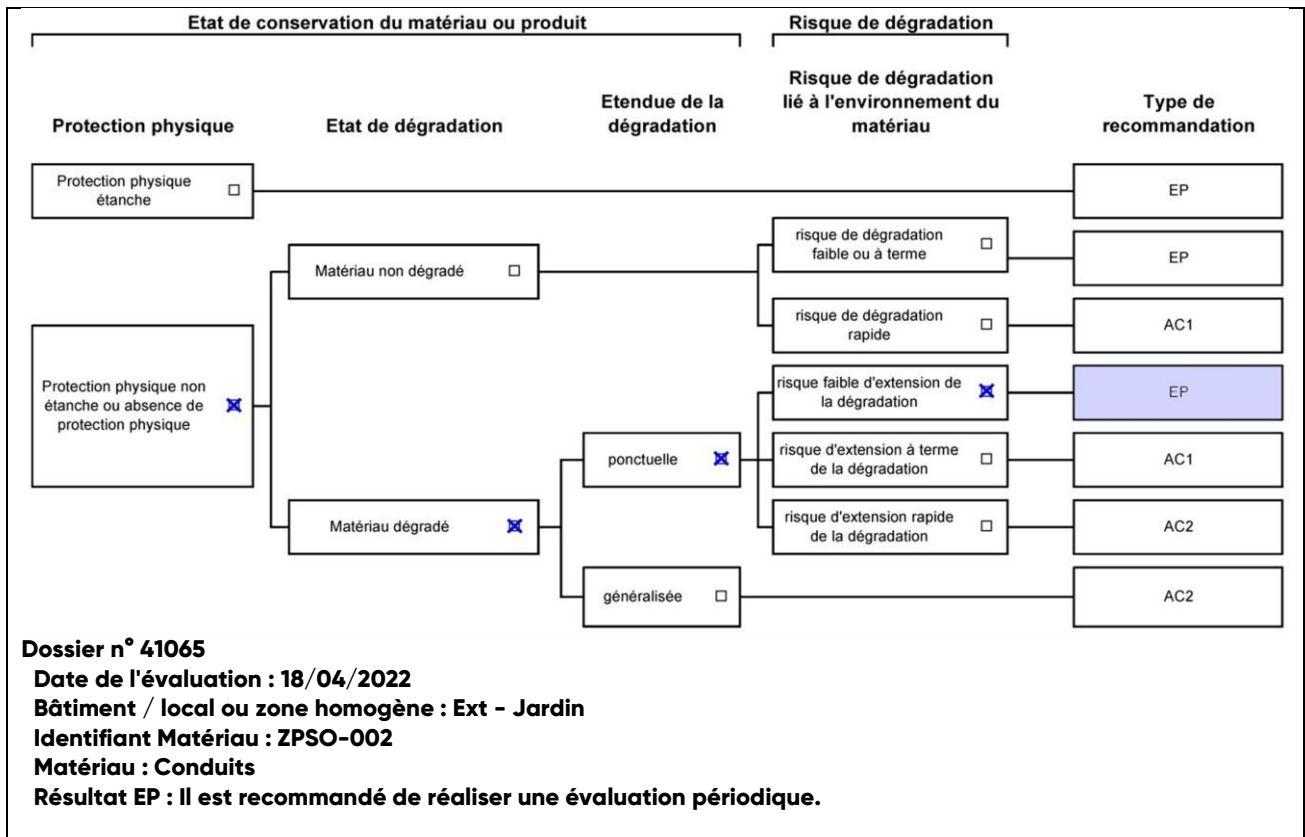 Etat de conservation du matériau ou produit
Risque de dégradation
Protection physique
Etat de dégradation
Etendue de la
dégradation
Risque de dégradation
lié à l'environnement du
matériau
Type de
recommandation
Protection physique
étanche
EP
Matériau non dégradé
risque de dégradation
faible ou à terme
EP
risque de dégradation
rapide
AC1
Protection physique non
étanche ou absence de
protection physique
risque faible d'extension de
la dégradation
EP
ponctuelle
risque d'extension à terme
de la dégradation
AC1
Matériau dégradé
risque d'extension rapide
de la dégradation
AC2
généralisée
AC2
Dossier n° 41065
Date de l'évaluation : 18/04/2022
Bâtiment / local ou zone homogène : Ext - Jardin
Identifiant Matériau : ZPSO-002
Matériau : Conduits
Résultat EP : Il est recommandé de réaliser une évaluation périodique.